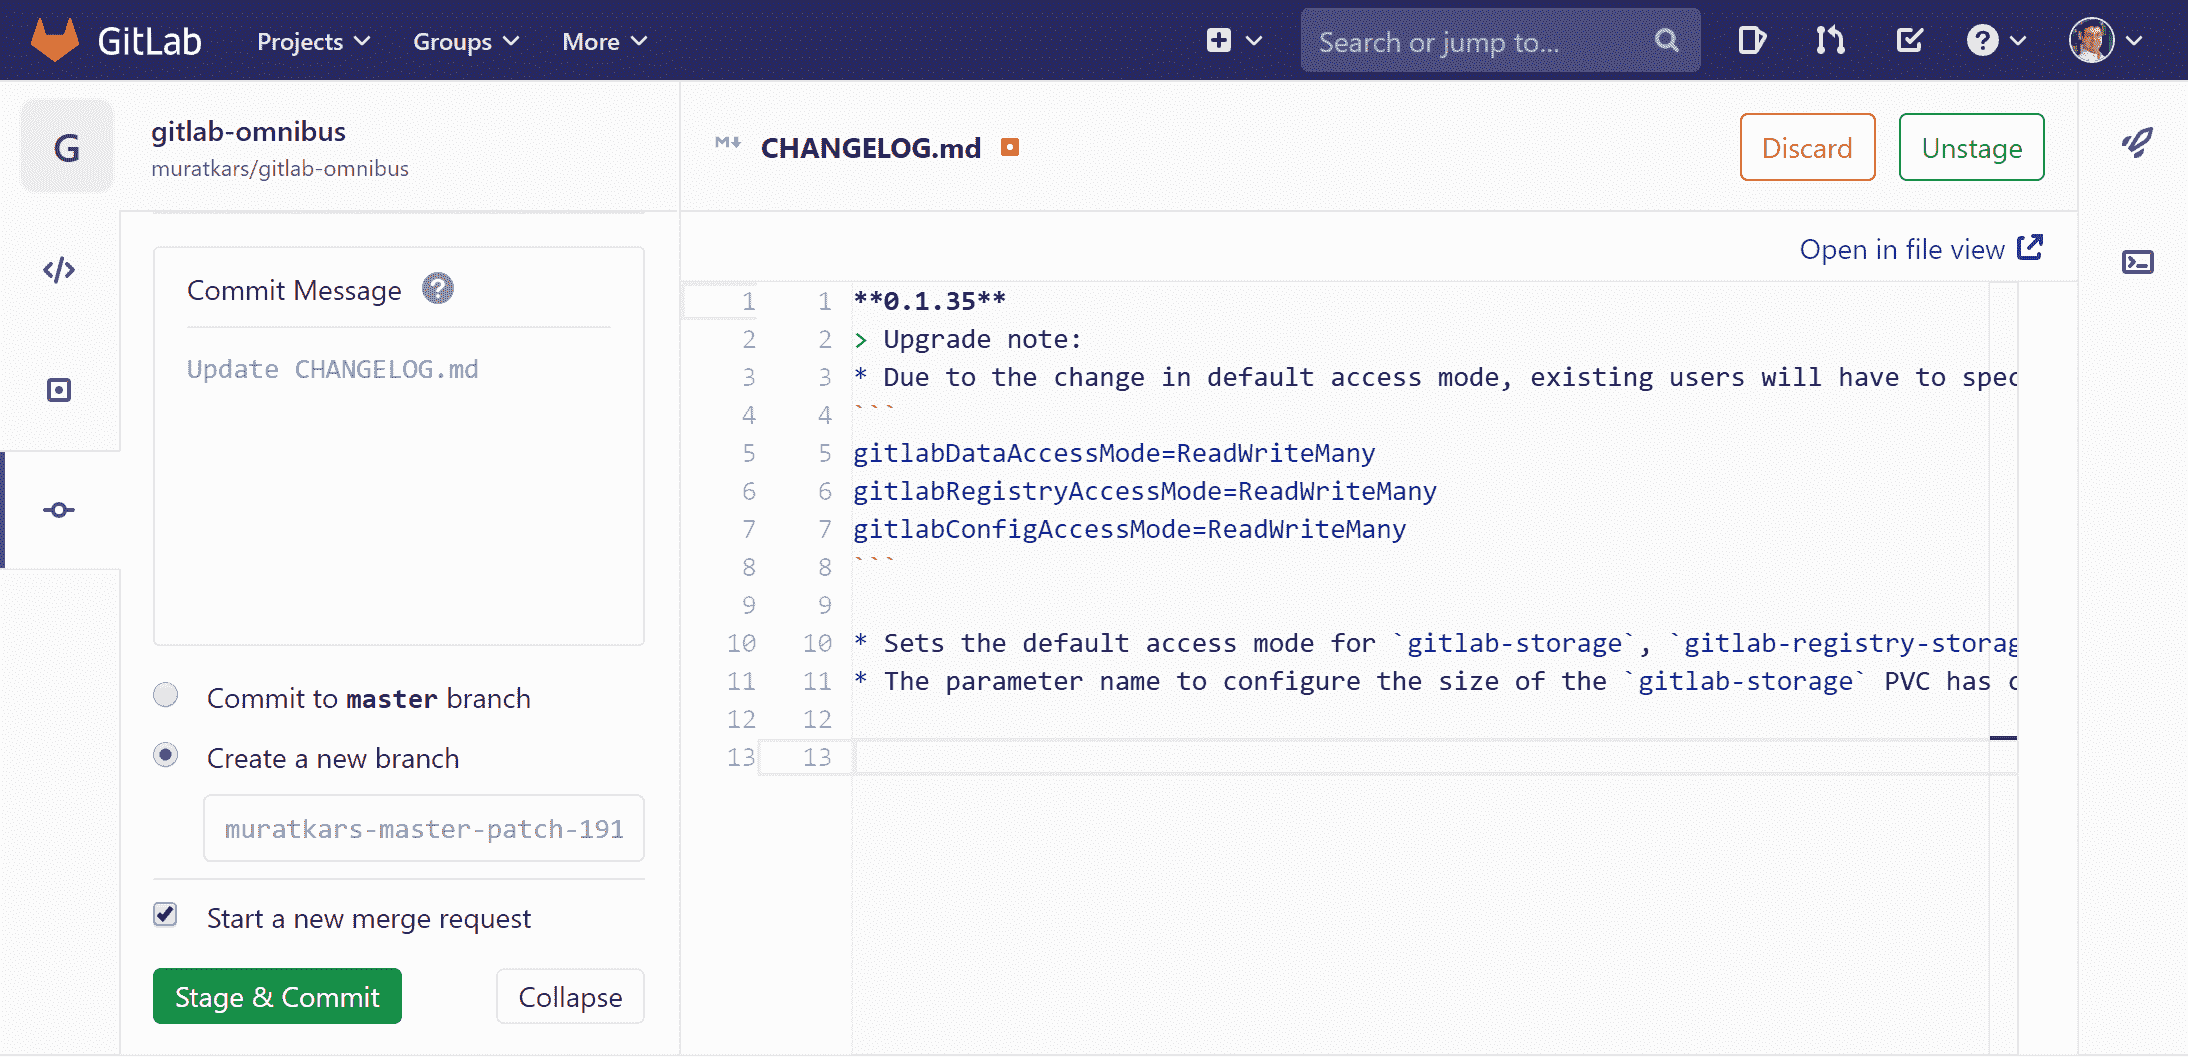 GitLab Projects Groups More Search or jump to...
G
gitlab-omnibus
muratkars/gitlab-omnibus
Commit Message
Update CHANGELOG.md
Commit to master branch
Create a new branch
muratkars-master-patch-191
Start a new merge request
Stage & Commit Collapse
CHANGELOG.md
Discard Unstage
Open in file view
1 1 **0.1.35**
2 2 > Upgrade note:
3 3 * Due to the change in default access mode, existing users will have to spec
4 4 ```
5 5 gitlabDataAccessMode=ReadWriteMany
6 6 gitlabRegistryAccessMode=ReadWriteMany
7 7 gitlabConfigAccessMode=ReadWriteMany
8 8 ```
9 9
10 10 * Sets the default access mode for `gitlab-storage`, `gitlab-registry-storag
11 11 * The parameter name to configure the size of the `gitlab-storage` PVC has c
12 12
13 13